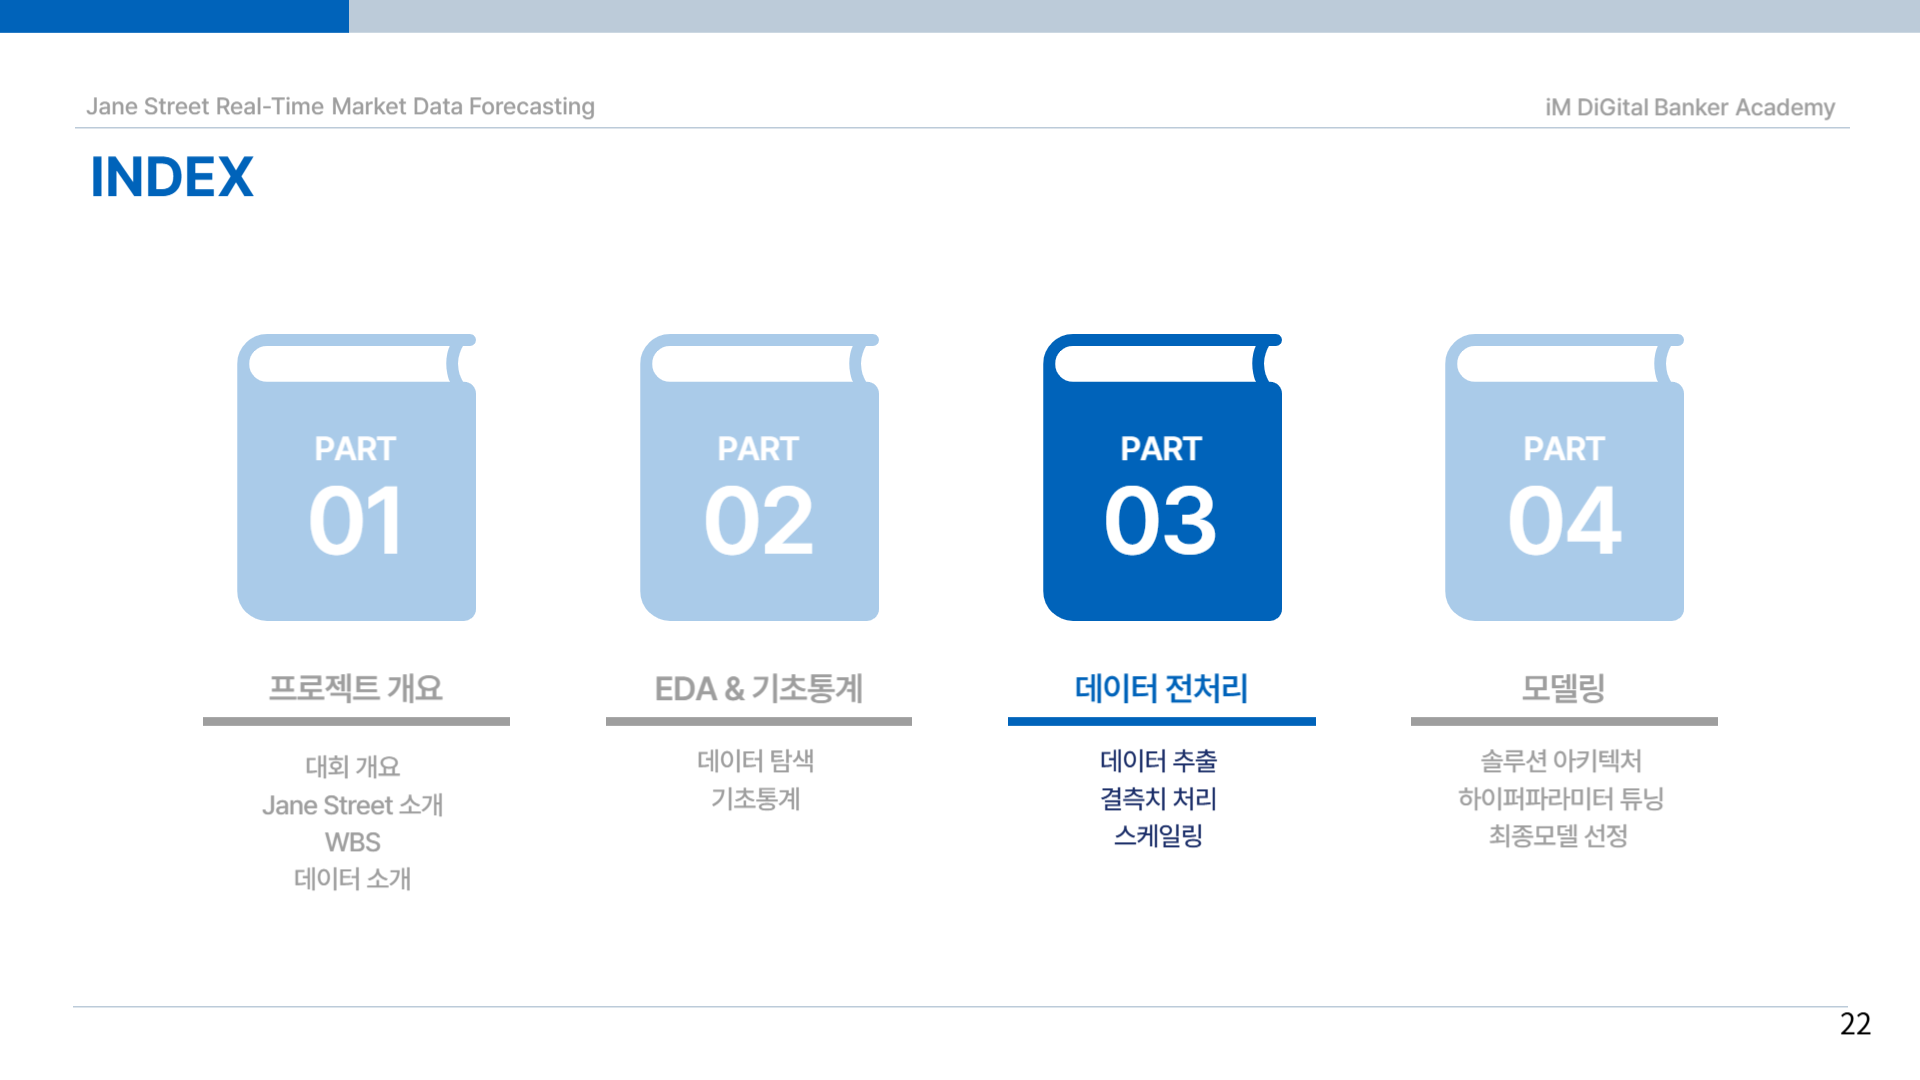 Jane Street Real-Time Market Data Forecasting
iM DiGital Banker Academy
INDEX
PART
01
프로젝트 개요
대회 개요
Jane Street 소개
WBS
데이터 소개
PART
02
EDA & 기초통계
데이터 탐색
기초통계
PART
03
데이터 전처리
데이터 추출
결측치 처리
스케일링
PART
04
모델링
솔루션 아키텍처
하이퍼파라미터 튜닝
최종모델 선정
22